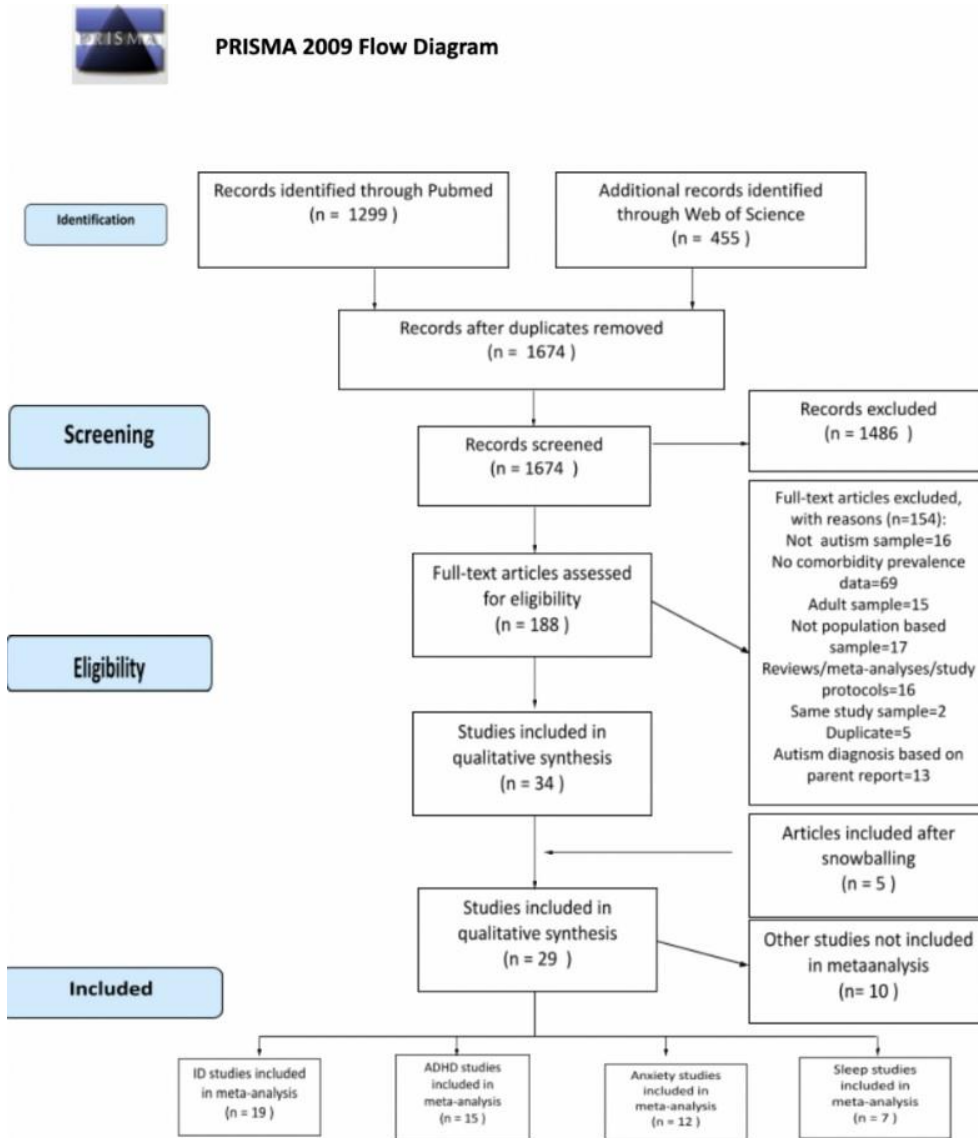 PRISMA
PRISMA 2009 Flow Diagram
Identification
Records identified through Pubmed
(n = 1299 )
Additional records identified
through Web of Science
(n = 455 )
Records after duplicates removed
(n = 1674 )
Screening
Records screened
(n = 1674 )
Records excluded
(n = 1486 )
Eligibility
Full-text articles assessed
for eligibility
(n = 188 )
Full-text articles excluded,
with reasons (n=154):
Not autism sample=16
No comorbidity prevalence
data=69
Adult sample=15
Not population based
sample=17
Reviews/meta-analyses/study
protocols=16
Same study sample=2
Duplicate=5
Autism diagnosis based on
parent report=13
Studies included in
qualitative synthesis
(n = 34 )
Articles included after
snowballing
(n = 5 )
Included
Studies included in
qualitative synthesis
(n = 29 )
Other studies not included
in metaanalysis
(n= 10 )
ID studies included
in meta-analysis
(n = 19 )
ADHD studies
included in
meta-analysis
(n = 15 )
Anxiety studies
included in
meta-analysis
(n = 12 )
Sleep studies
included in
meta-analysis
(n = 7 )